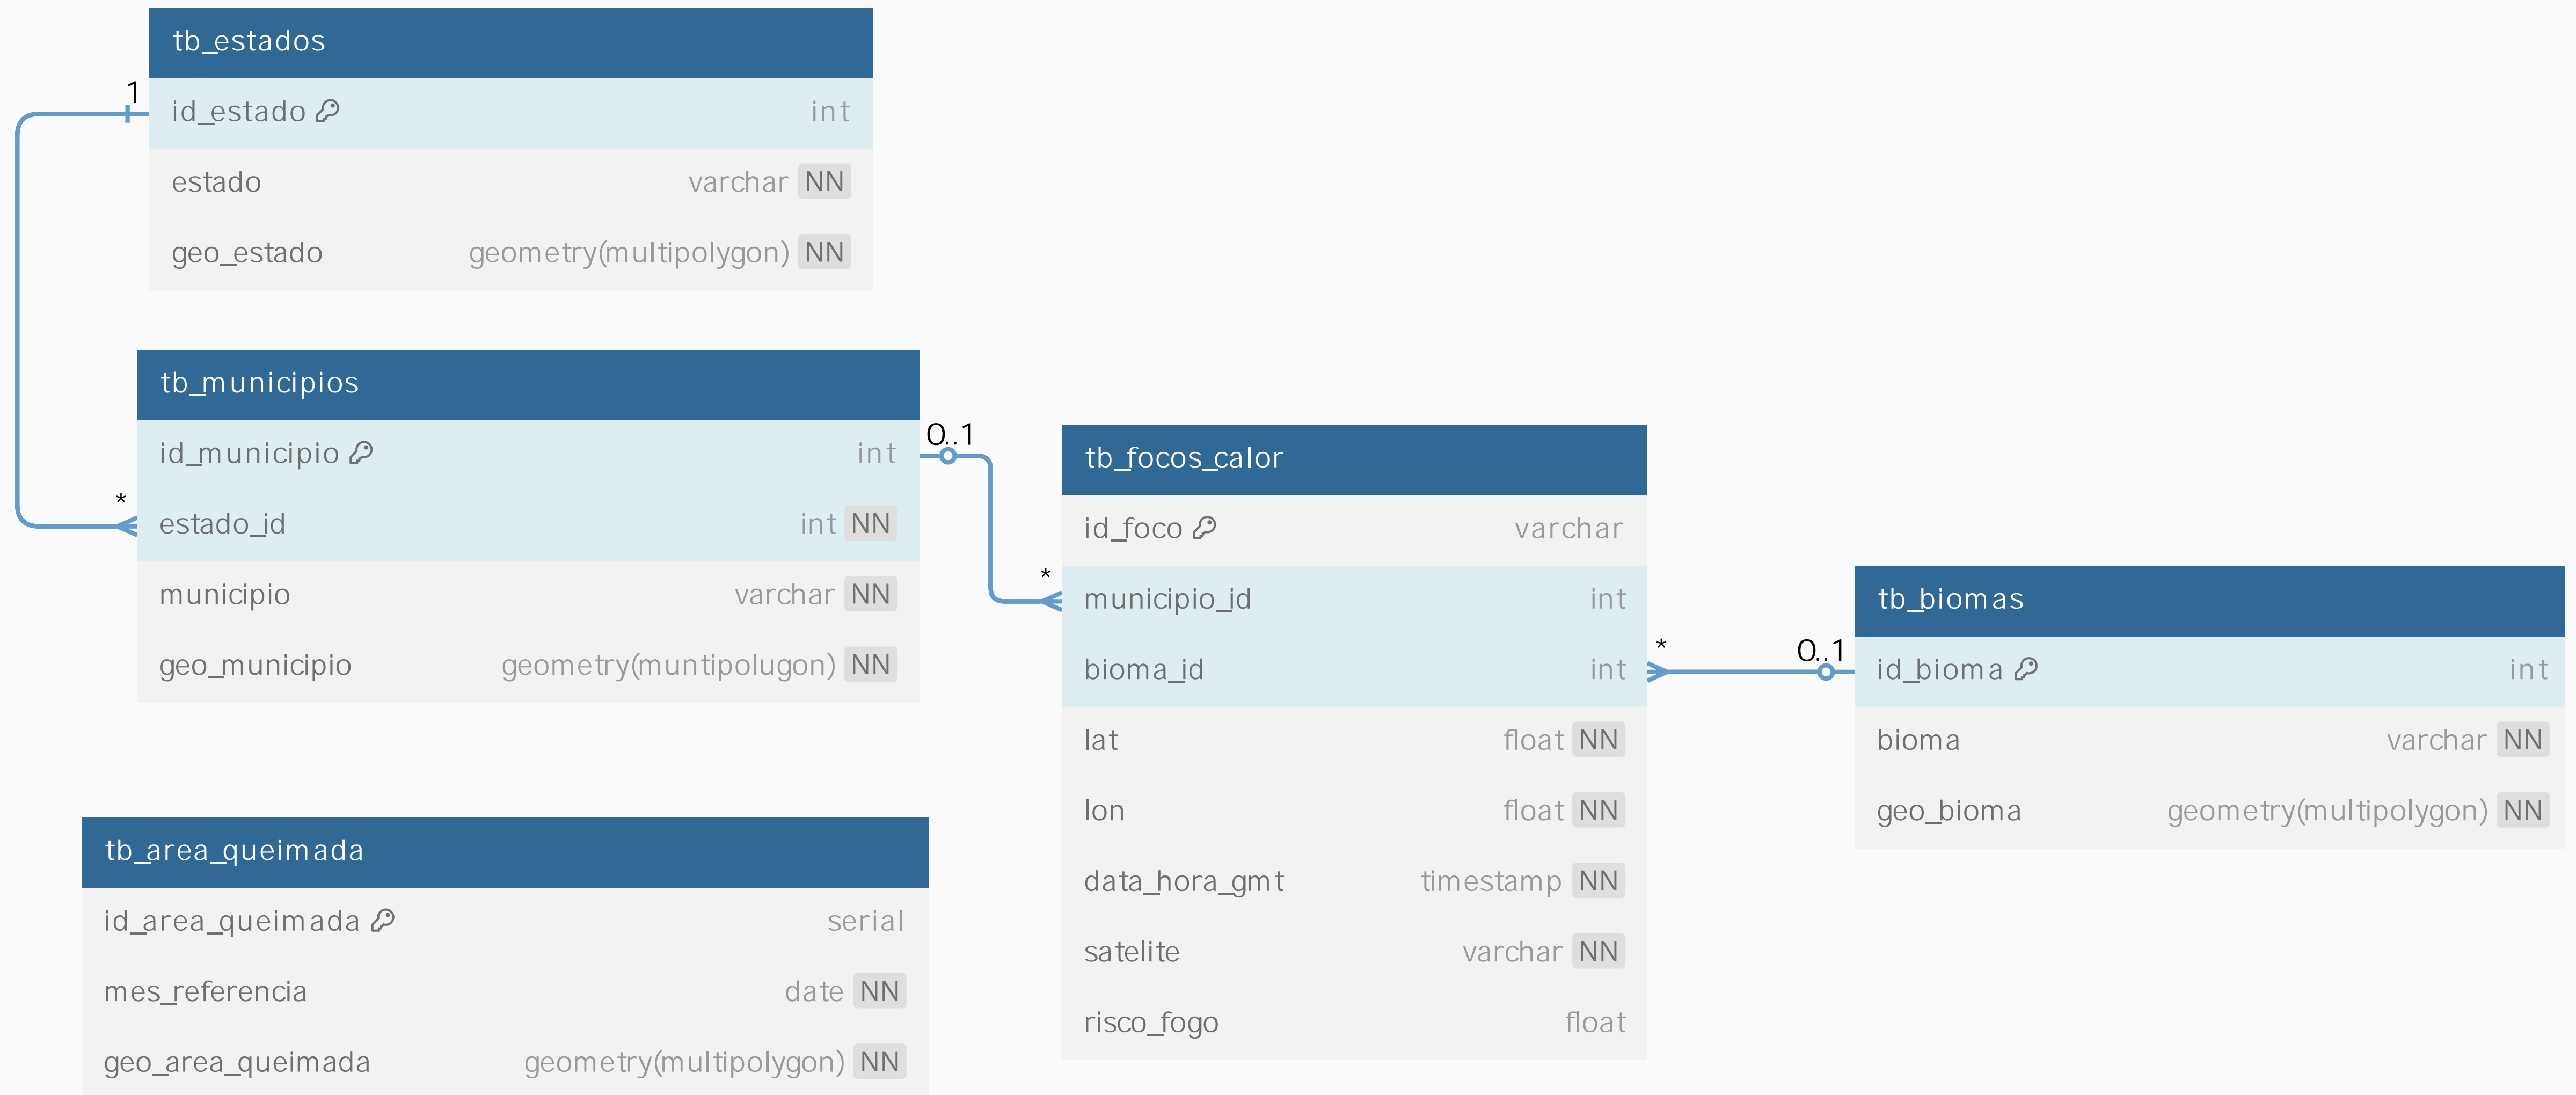 tb_estados
1
id_estado int
estado varchar NN
geo_estado geometry(multipolygon) NN
tb_municipios
id_municipio int
0..1
*
estado_id int NN
municipio varchar NN
geo_municipio geometry(muntipolugon) NN
tb_focos_calor
id_foco varchar
*
municipio_id int
bioma_id int
*
0..1
lat float NN
lon float NN
data_hora_gmt timestamp NN
satelite varchar NN
risco_fogo float
tb_biomas
id_bioma int
bioma varchar NN
geo_bioma geometry(multipolygon) NN
tb_area_queimada
id_area_queimada serial
mes_referencia date NN
geo_area_queimada geometry(multipolygon) NN